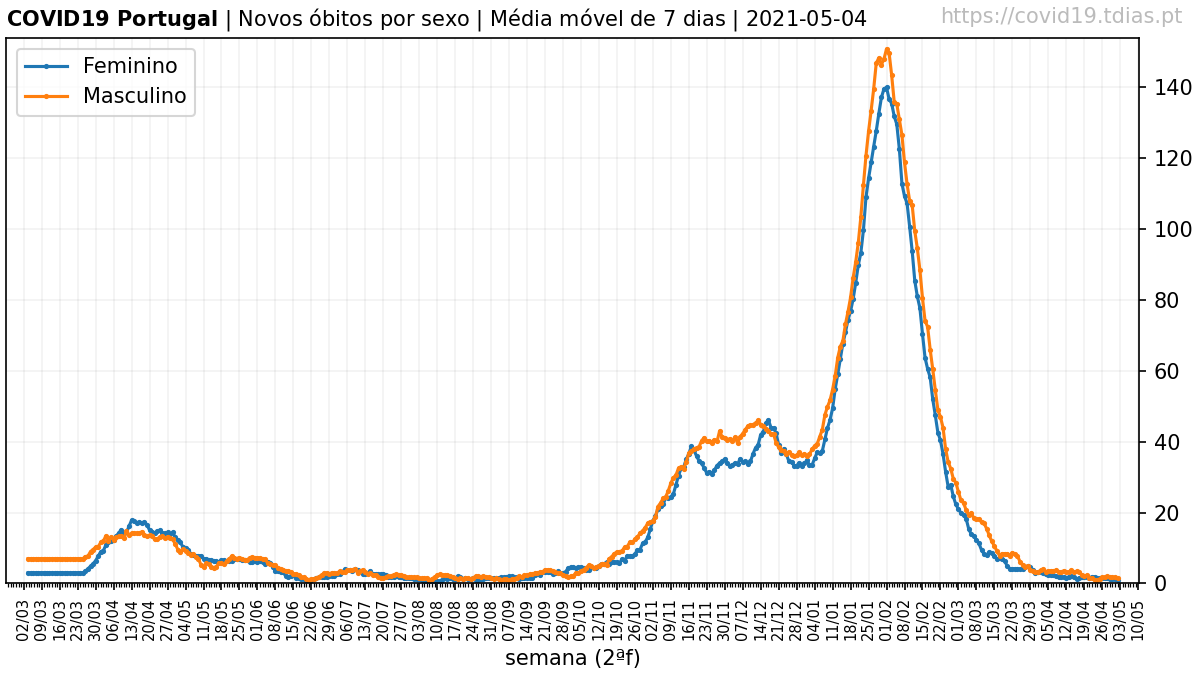 COVID19 Portugal | Novos óbitos por sexo | Média móvel de 7 dias | 2021-05-04
https://covid19.tdias.pt
Feminino
Masculino
140
120
100
80
60
40
20
0
02/03 09/03 16/03 23/03 30/03 06/04 13/04 20/04 27/04 04/05 11/05 18/05 25/05 01/06 08/06 15/06 22/06 29/06 06/07 13/07 20/07 27/07 03/08 10/08 17/08 24/08 31/08 07/09 14/09 21/09 28/09 05/10 12/10 19/10 26/10 02/11 09/11 16/11 23/11 30/11 07/12 14/12 21/12 28/12 04/01 11/01 18/01 25/01 01/02 08/02 15/02 22/02 01/03 08/03 15/03 22/03 29/03 05/04 12/04 19/04 26/04 03/05 10/05
semana (2ªf)